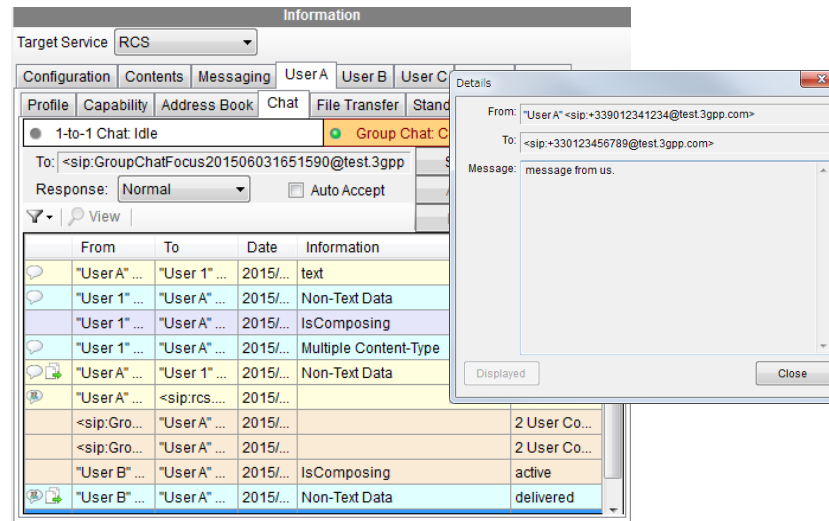 Information
Target Service RCS
Configuration Contents Messaging User A User B User C
Profile Capability Address Book Chat File Transfer Stand
1-to-1 Chat: Idle Group Chat: C
To: <sip:GroupChatFocus201506031651590@test.3gpp
Response: Normal Auto Accept
View
From To Date Information
"User A" ... "User 1" ... 2015/... text
"User 1" ... "User A" ... 2015/... Non-Text Data
"User 1" ... "User A" ... 2015/... IsComposing
"User 1" ... "User A" ... 2015/... Multiple Content-Type
"User A" ... "User 1" ... 2015/... Non-Text Data
"User A" ... <sip:rcs.... 2015/...
<sip:Gro... "User A" ... 2015/... 2 User Co...
<sip:Gro... "User A" ... 2015/... 2 User Co...
"User B" ... "User A" ... 2015/... IsComposing active
"User B" ... "User A" ... 2015/... Non-Text Data delivered
Details
From: "User A" <sip:+339012341234@test.3gpp.com>
To: <sip:+330123456789@test.3gpp.com>
Message: message from us.
Displayed Close